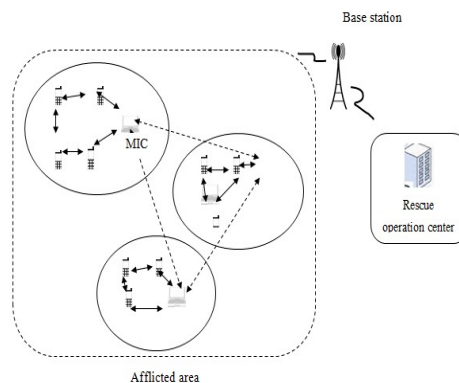 Base station
MIC
Rescue
operation center
Afflicted area